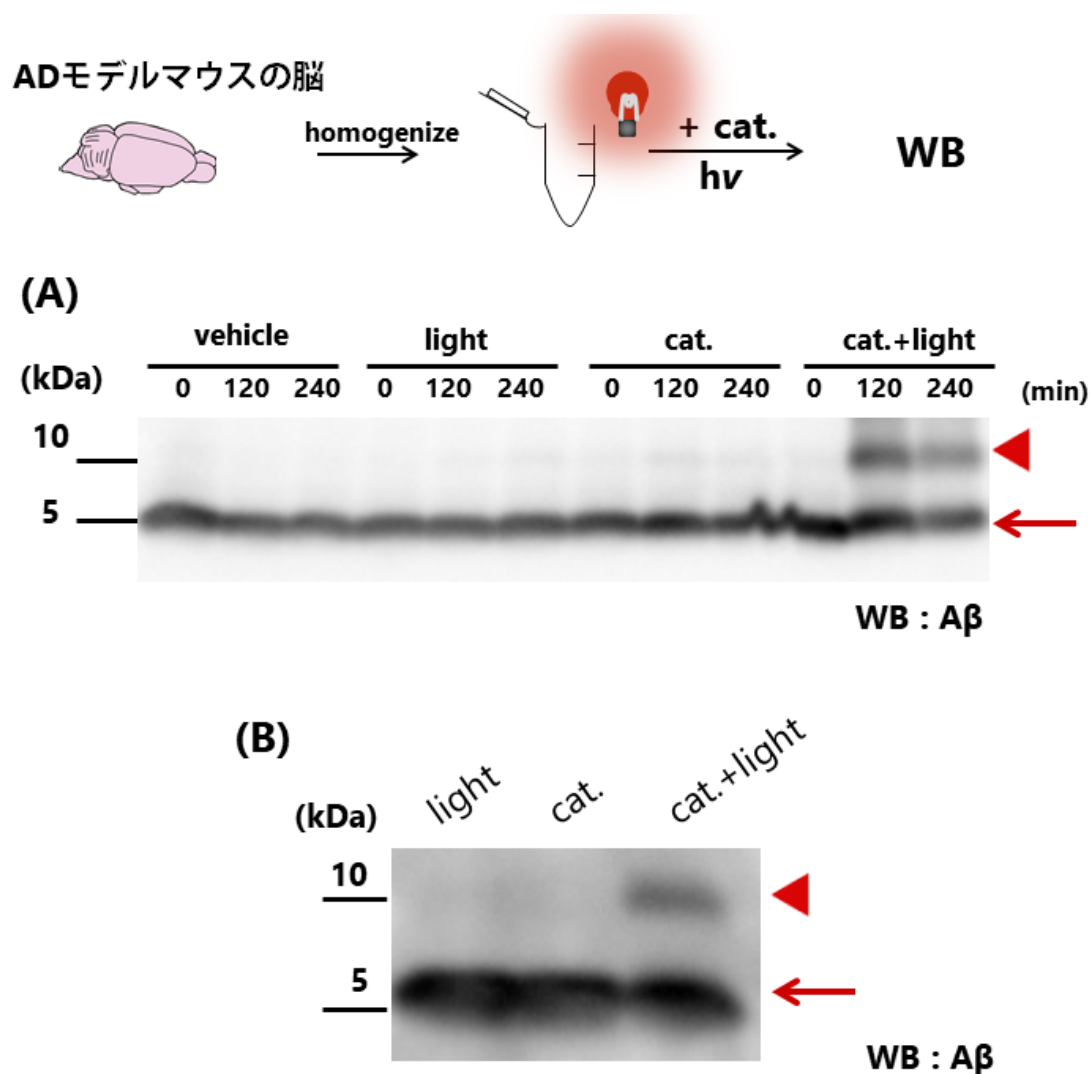 ADモデルマウスの脳
homogenize
+ cat.
hν
WB
(A)
vehicle light cat. cat.+light
(kDa) 0 120 240 0 120 240 0 120 240 0 120 240 (min)
10
5
WB : Aβ
(B)
(kDa) light cat. cat.+light
10
5
WB : Aβ